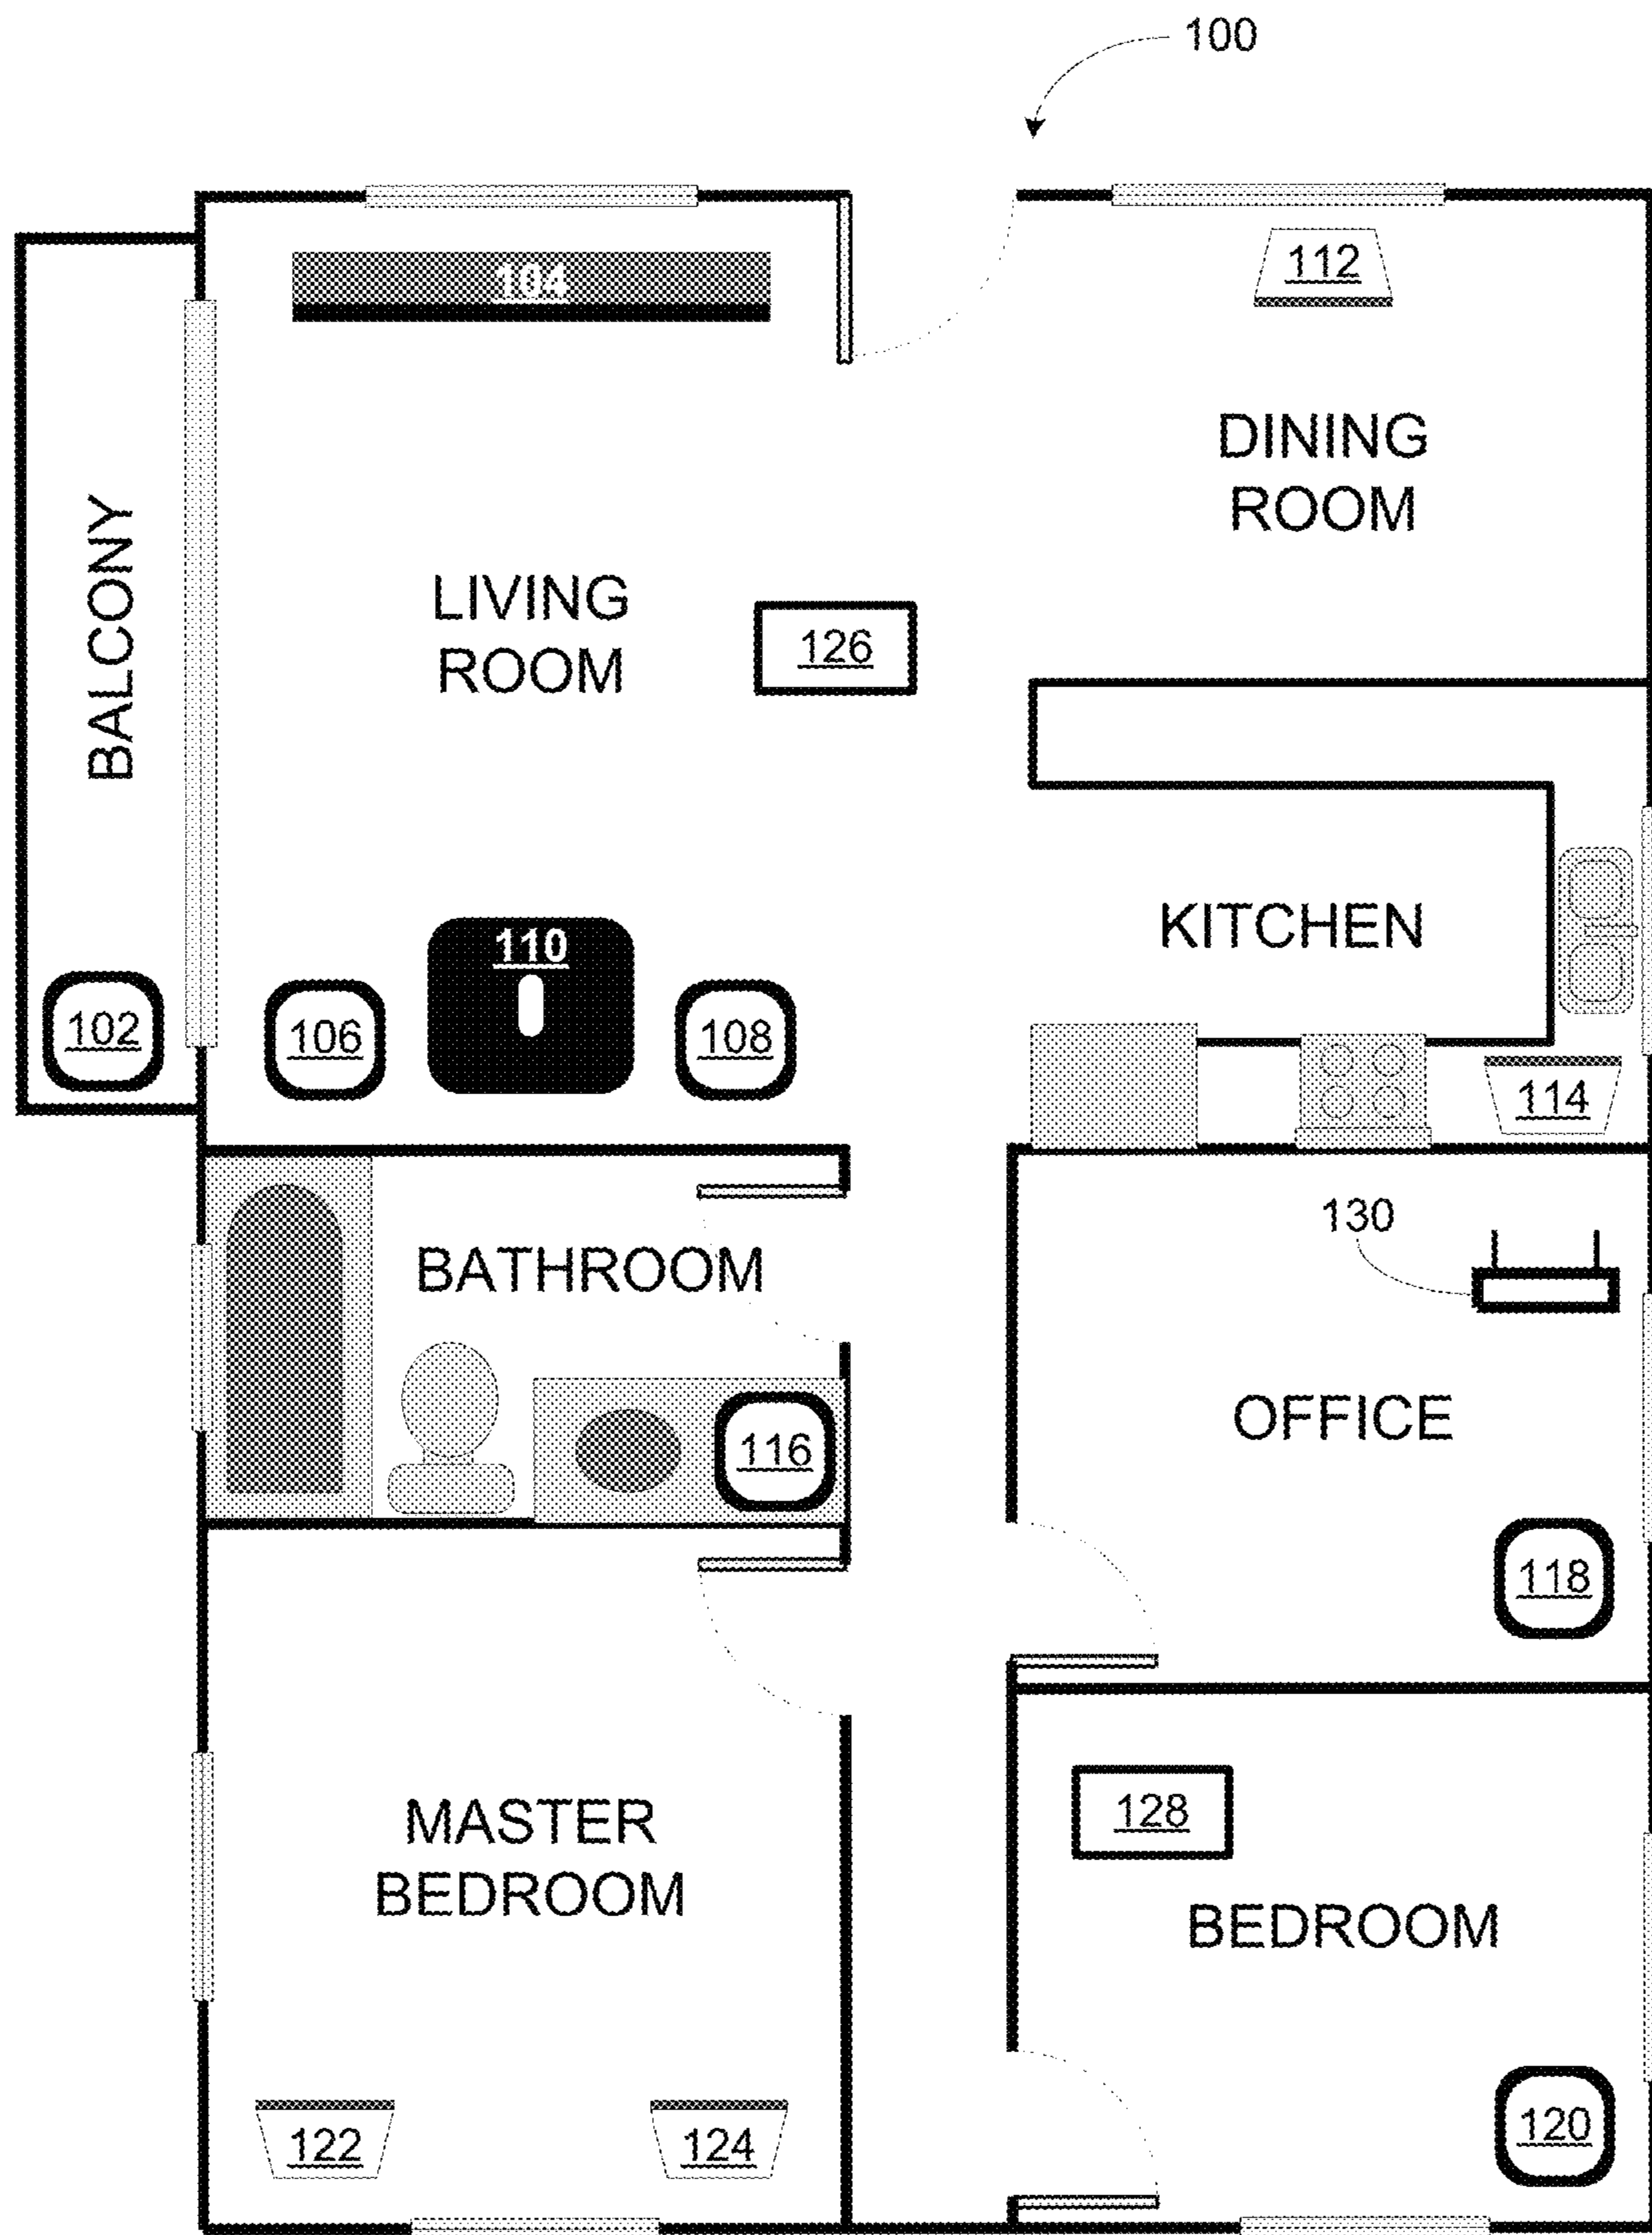 100
104
112
DINING
ROOM
BALCONY
LIVING
ROOM
126
110
KITCHEN
102
106
108
114
130
BATHROOM
OFFICE
116
118
128
MASTER
BEDROOM
BEDROOM
122
124
120